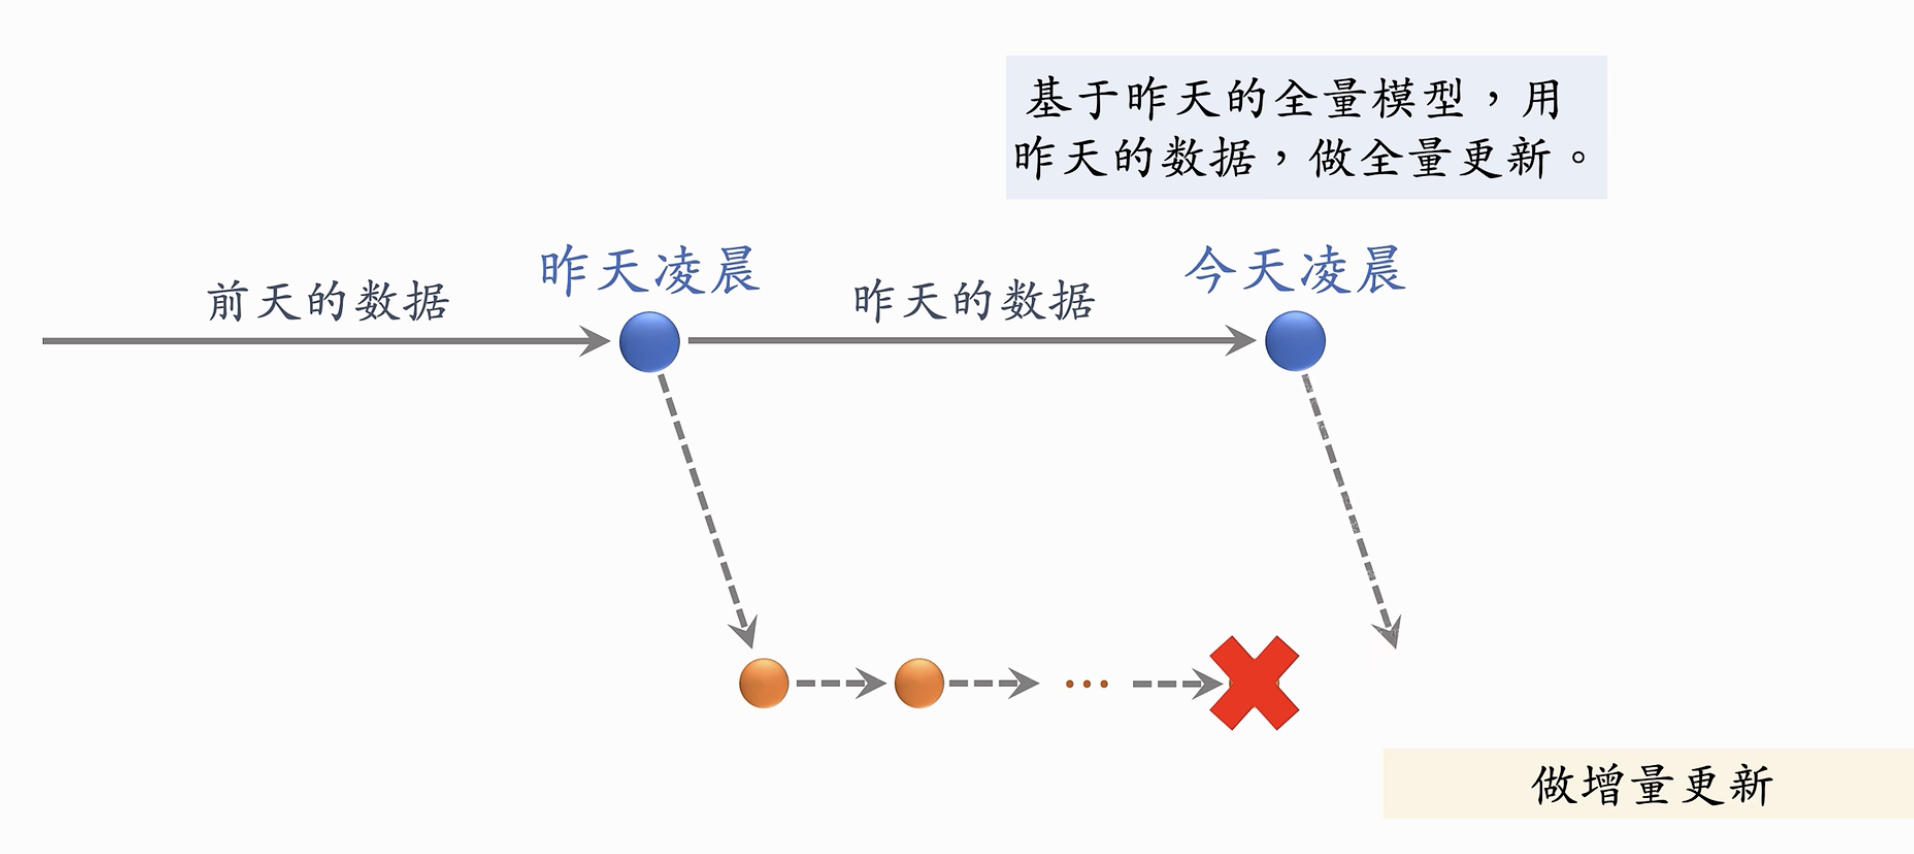 基于昨天的全量模型，用
昨天的数据，做全量更新。
昨天凌晨
今天凌晨
前天的数据
昨天的数据
...
做增量更新